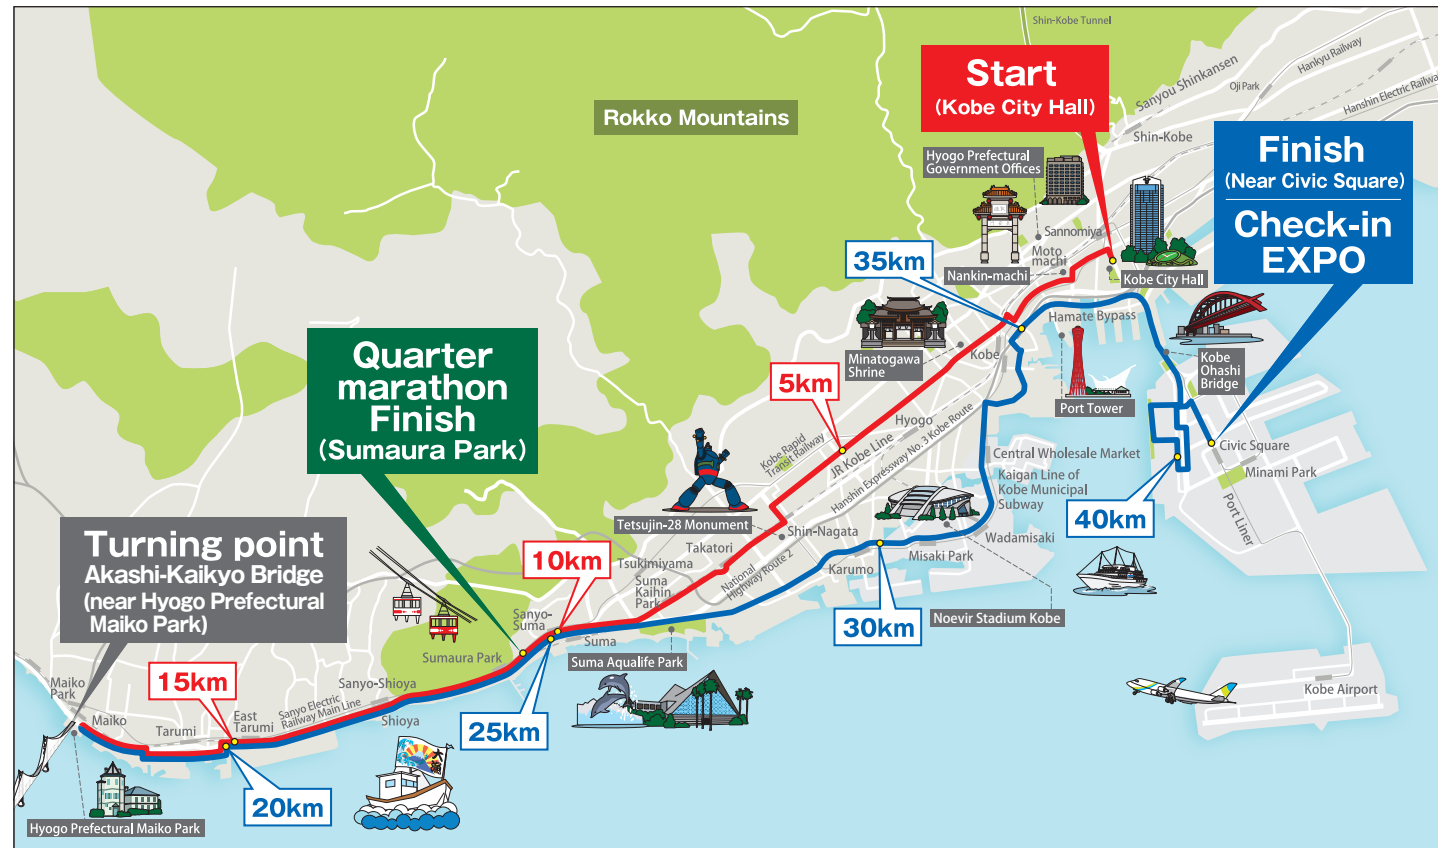 Shin-Kobe Tunnel
Start
(Kobe City Hall)
Sanyou Shinkansen
Hankyu Railway
Oji Park
Hanshin Electric Railway
Rokko Mountains
Shin-Kobe
Finish
(Near Civic Square)
Check-in
EXPO
Hyogo Prefectural
Government Offices
Sannomiya
Moto
machi
Nankin-machi
Kobe City Hall
35km
Hamate Bypass
Minatogawa
Shrine
Kobe
Kobe
Ohashi
Bridge
Port Tower
Quarter
marathon
Finish
(Sumaura Park)
5km
Hyogo
Kobe Rapid
Transit Railway
JR Kobe Line
Hanshin Expressway No. 3 Kobe Route
Central Wholesale Market
Kaigan Line of
Kobe Municipal
Subway
Civic Square
Minami Park
Port Liner
40km
Tetsujin-28 Monument
Shin-Nagata
Wadamisaki
Misaki Park
Karumo
30km
Noevir Stadium Kobe
Takatori
Tsukimiyama
National
Highway Route 2
Suma
Kaihin
Park
10km
Turning point
Akashi-Kaikyo Bridge
(near Hyogo Prefectural
Maiko Park)
Sanyo-
Suma
Suma
Sumaura Park
Suma Aqualife Park
25km
Maiko
Park
Maiko
15km
Tarumi
East
Tarumi
Sanyo Electric
Railway Main Line
Sanyo-Shioya
Shioya
20km
大漁
Kobe Airport
Hyogo Prefectural Maiko Park